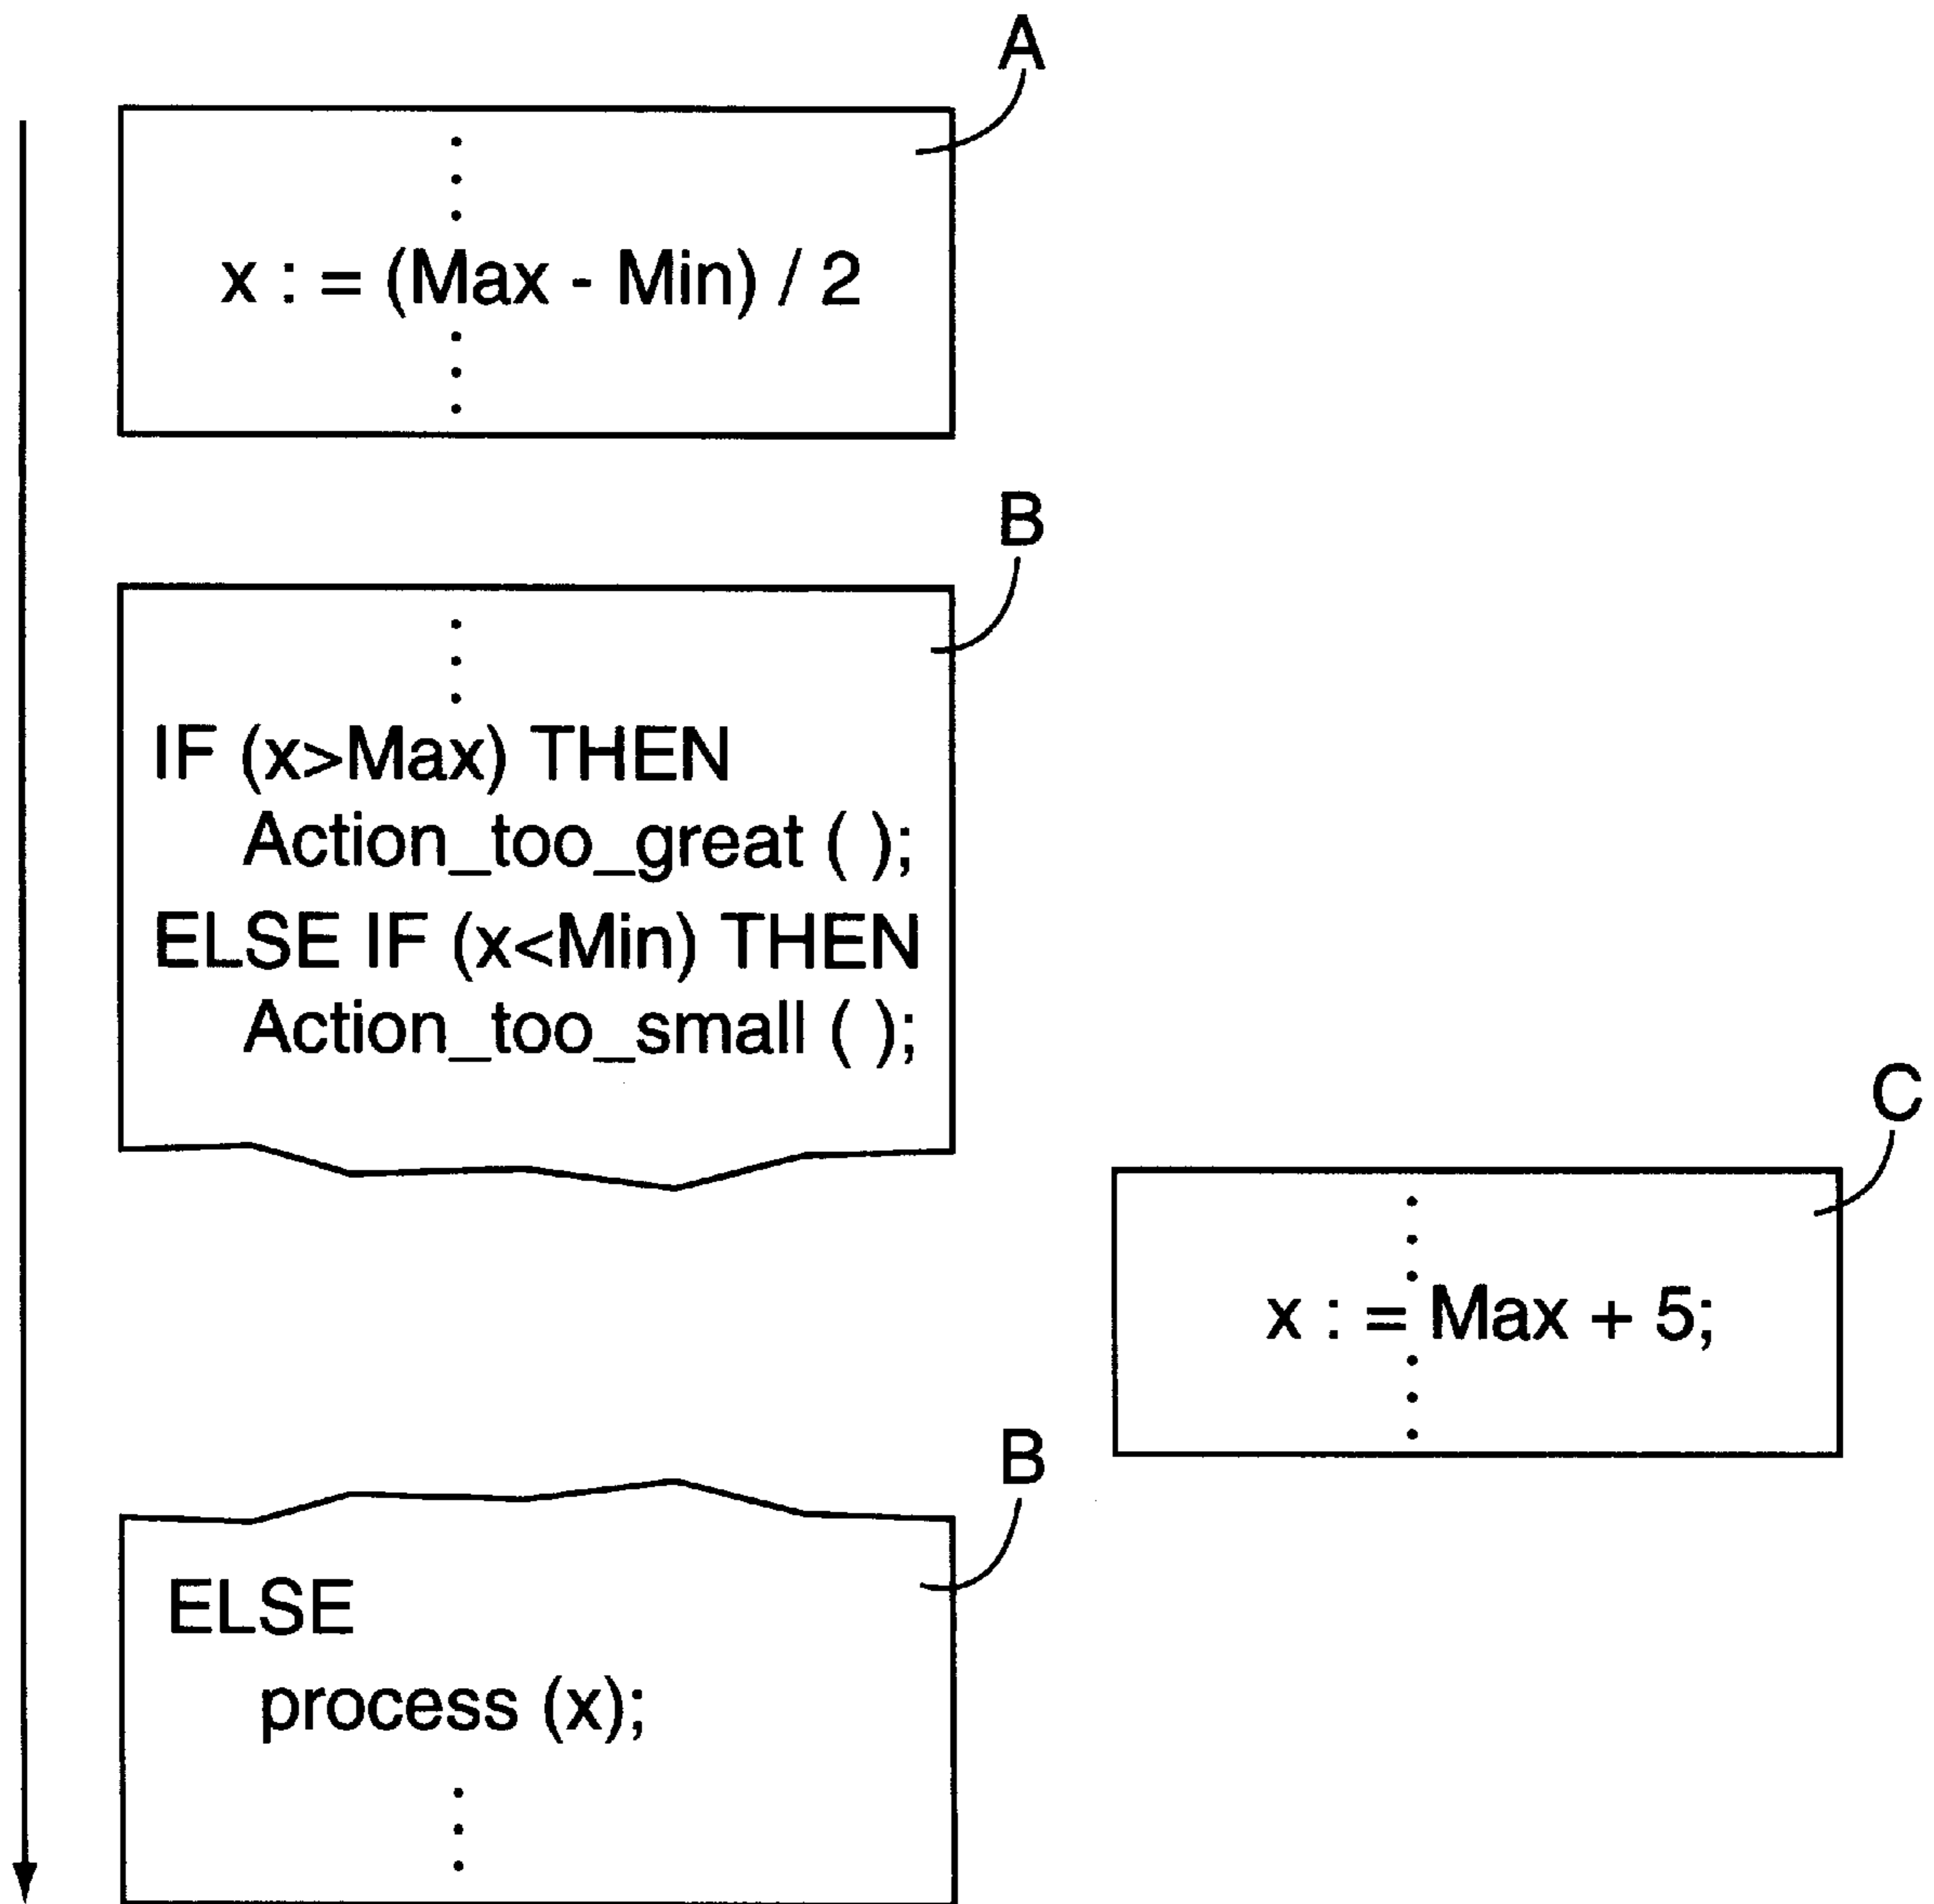 A
x : = (Max - Min) / 2
B
IF (x>Max) THEN
Action_too_great ( );
ELSE IF (x<Min) THEN
Action_too_small ( );
C
x : = Max + 5;
B
ELSE
process (x);